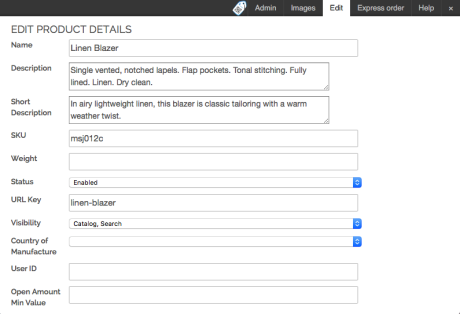 Admin Images Edit Express order Help ×
EDIT PRODUCT DETAILS
Name Linen Blazer
Description Single vented, notched lapels. Flap pockets. Tonal stitching. Fully
lined. Linen. Dry clean.
Short
Description
In airy lightweight linen, this blazer is classic tailoring with a warm
weather twist.
SKU msj012c
Weight
Status Enabled
URL Key linen-blazer
Visibility Catalog, Search
Country of
Manufacture
User ID
Open Amount
Min Value